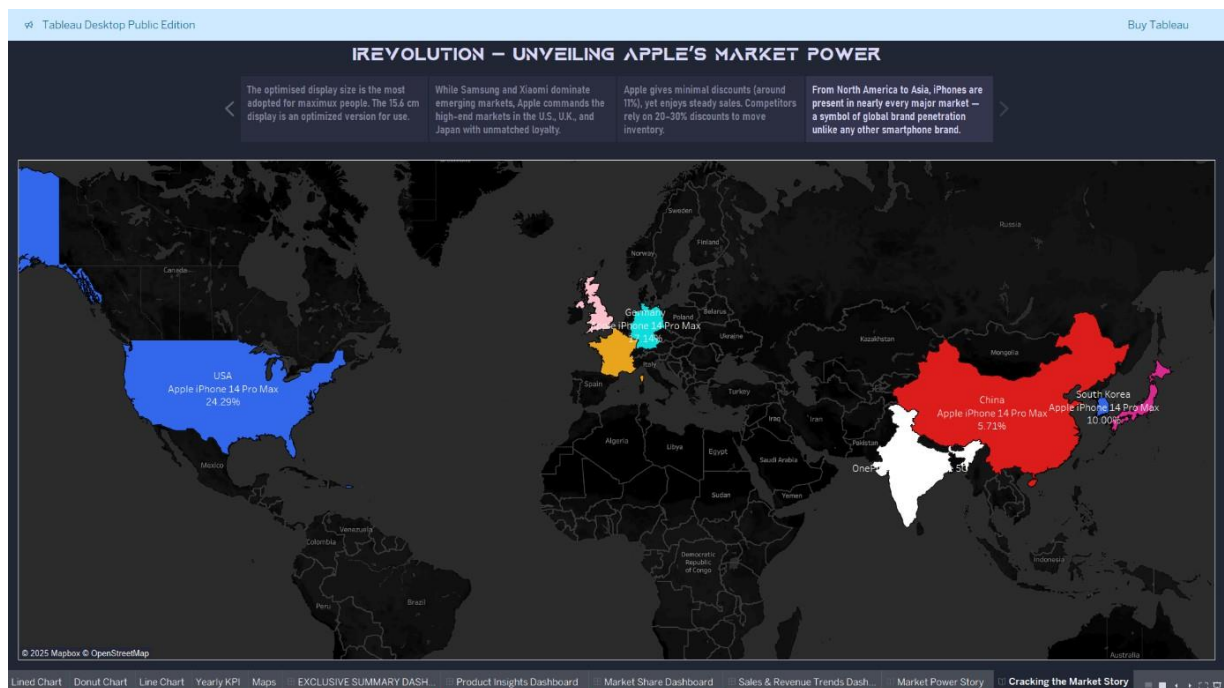 Tableau Desktop Public Edition
Buy Tableau
IREVOLUTION – UNVEILING APPLE'S MARKET POWER
The optimised display size is the most
adopted for maximux people. The 15.6 cm
display is an optimized version for use.
While Samsung and Xiaomi dominate
emerging markets, Apple commands the
high-end markets in the U.S., U.K., and
Japan with unmatched loyalty.
Apple gives minimal discounts (around
11%), yet enjoys steady sales. Competitors
rely on 20-30% discounts to move
inventory.
From North America to Asia, iPhones are
present in nearly every major market —
a symbol of global brand penetration
unlike any other smartphone brand.
Sweden
Russia
Finland
Norway
Canada
Germany
Poland
Belarus
Apple iPhone 14 Pro Max
Ukraine
Kazakhstan
Mongolia
Italy
USA
Apple iPhone 14 Pro Max
24.29%
Spain
Turkey
China
Apple iPhone 14 Pro Max
5.71%
South Korea
Apple iPhone 14 Pro Max
10.00%
Iraq
Iran
Pakistan
Algeria
Libya
Egypt
Saudi Arabia
Mexico
Sudan
Yemen
Venezuela
Colombia
Democratic
Republic
of Congo
Indonesia
Peru
Brazil
Australia
© 2025 Mapbox © OpenStreetMap
Lined Chart
Donut Chart
Line Chart
Yearly KPI
Maps
EXCLUSIVE SUMMARY DASH...
Product Insights Dashboard
Market Share Dashboard
Sales & Revenue Trends Dash...
Market Power Story
Cracking the Market Story